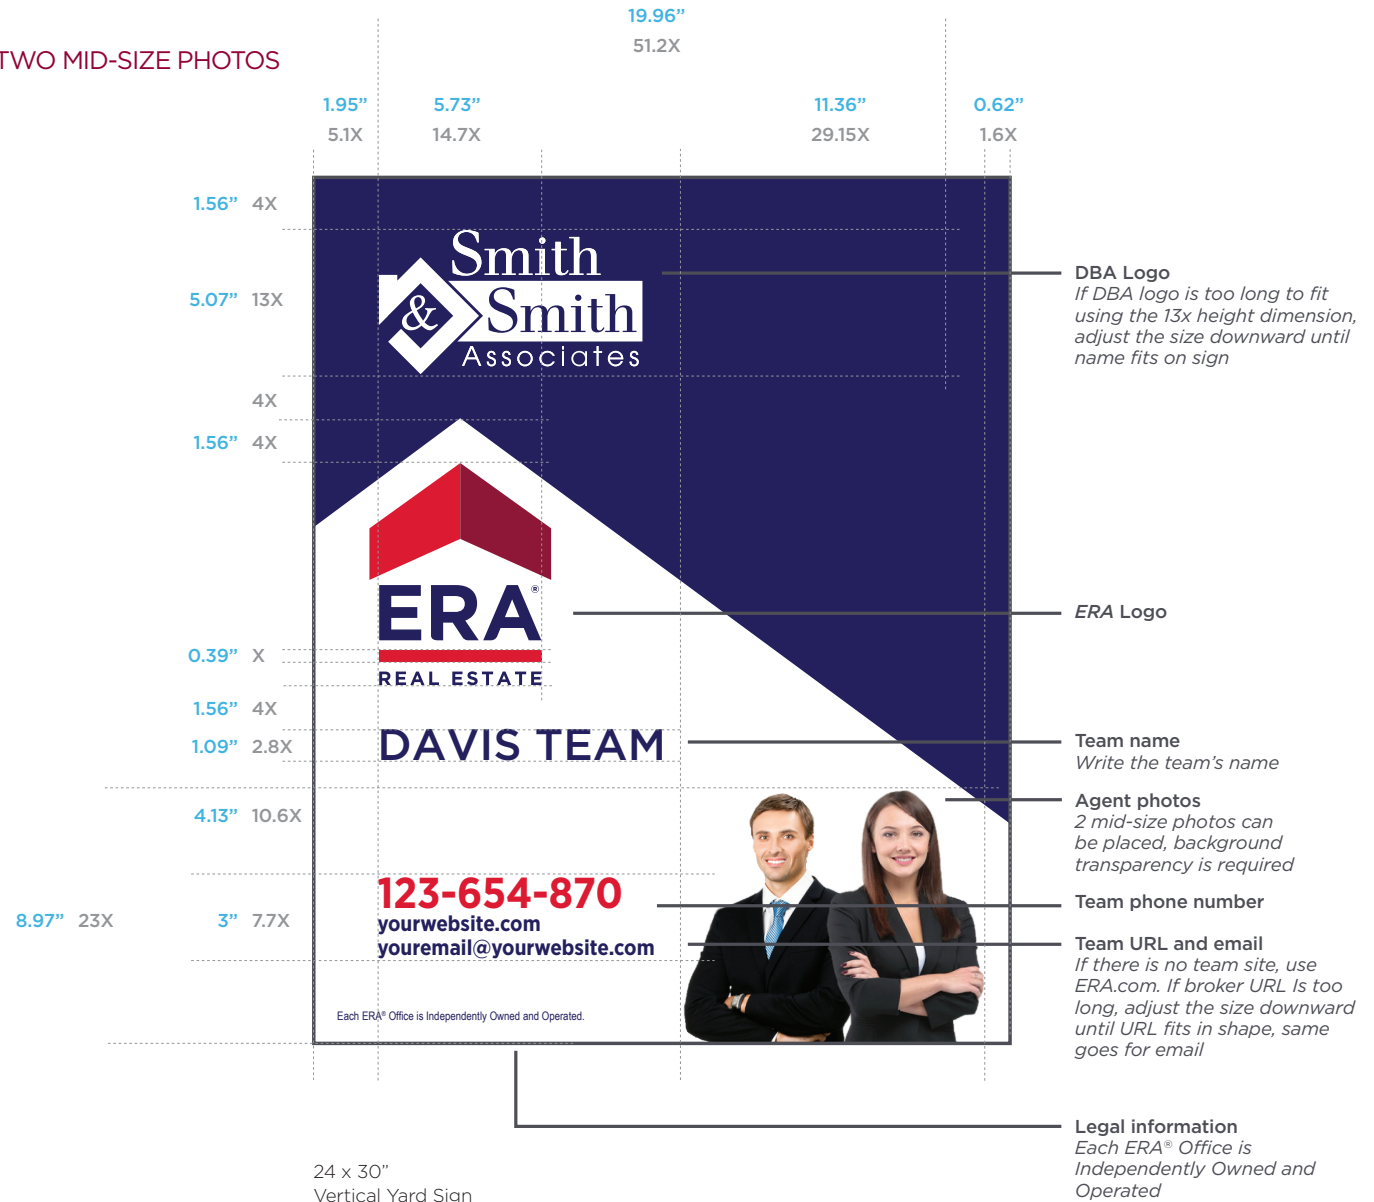 19.96”
51.2X
TWO MID-SIZE PHOTOS
1.95” 5.73” 11.36” 0.62”
5.1X 14.7X 29.15X 1.6X
1.56” 4X
5.07” 13X
4X
1.56” 4X
0.39” X
1.56” 4X
1.09” 2.8X
4.13” 10.6X
8.97” 23X
3” 7.7X
Smith
& Smith
Associates
ERA®
REAL ESTATE
DAVIS TEAM
123-654-870
yourwebsite.com
youremail@yourwebsite.com
Each ERA® Office is Independently Owned and Operated.
DBA Logo
If DBA logo is too long to fit
using the 13x height dimension,
adjust the size downward until
name fits on sign
ERA Logo
Team name
Write the team’s name
Agent photos
2 mid-size photos can
be placed, background
transparency is required
Team phone number
Team URL and email
If there is no team site, use
ERA.com. If broker URL Is too
long, adjust the size downward
until URL fits in shape, same
goes for email
Legal information
Each ERA® Office is
Independently Owned and
Operated
24 x 30”
Vertical Yard Sign